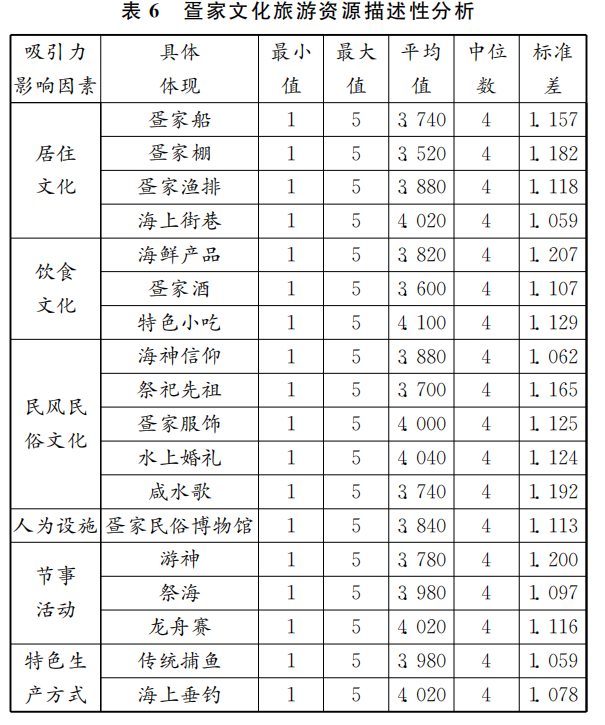 表 6 疍家文化旅游资源描述性分析
吸引力影响因素 具体体现 最小值 最大值 平均值 中位数 标准差
居住文化 疍家船 1 5 3.740 4 1.157
疍家棚 1 5 3.520 4 1.182
疍家渔排 1 5 3.880 4 1.118
海上街巷 1 5 4.020 4 1.059
饮食文化 海鲜产品 1 5 3.820 4 1.207
疍家酒 1 5 3.600 4 1.107
特色小吃 1 5 4.100 4 1.129
民风民俗文化 海神信仰 1 5 3.880 4 1.062
祭祀先祖 1 5 3.700 4 1.165
疍家服饰 1 5 4.000 4 1.125
水上婚礼 1 5 4.040 4 1.124
咸水歌 1 5 3.740 4 1.192
人为设施 疍家民俗博物馆 1 5 3.840 4 1.113
节事活动 游神 1 5 3.780 4 1.200
祭海 1 5 3.980 4 1.097
龙舟赛 1 5 4.020 4 1.116
特色生产方式 传统捕鱼 1 5 3.980 4 1.059
海上垂钓 1 5 4.020 4 1.078